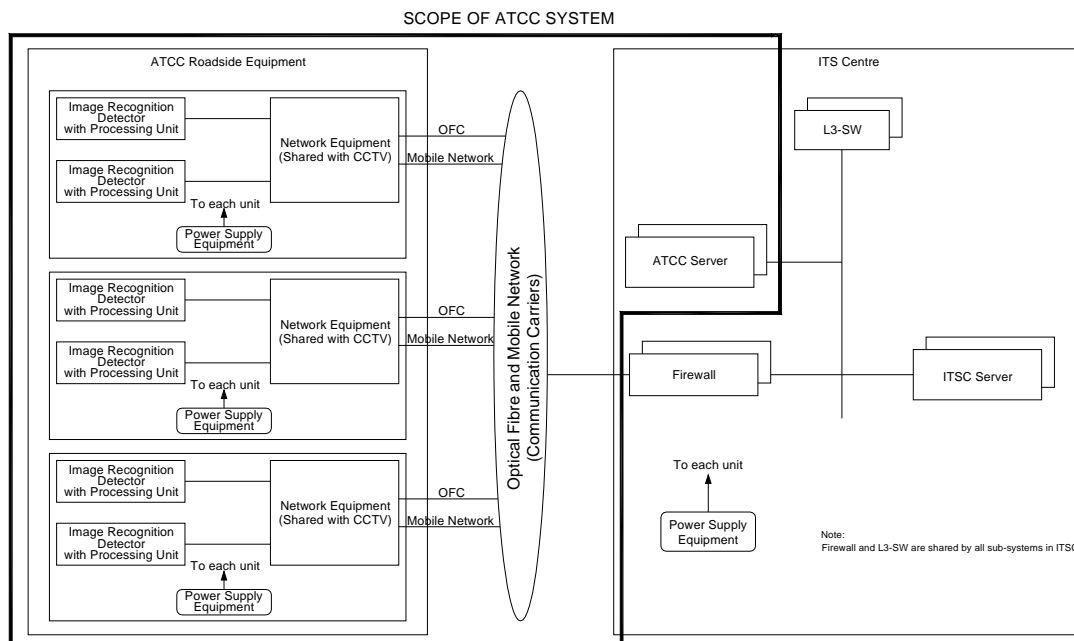 SCOPE OF ATCC SYSTEM
ATCC Roadside Equipment
Image Recognition
Detector
with Processing Unit
Image Recognition
Detector
with Processing Unit
Network Equipment
(Shared with CCTV)
To each unit
Power Supply
Equipment
OFC
Mobile Network
Image Recognition
Detector
with Processing Unit
Image Recognition
Detector
with Processing Unit
Network Equipment
(Shared with CCTV)
To each unit
Power Supply
Equipment
OFC
Mobile Network
Image Recognition
Detector
with Processing Unit
Image Recognition
Detector
with Processing Unit
Network Equipment
(Shared with CCTV)
To each unit
Power Supply
Equipment
OFC
Mobile Network
Optical Fibre and Mobile Network
(Communication Carriers)
ITS Centre
L3-SW
ATCC Server
Firewall
ITSC Server
To each unit
Power Supply
Equipment
Note:
Firewall and L3-SW are shared by all sub-systems in ITSC